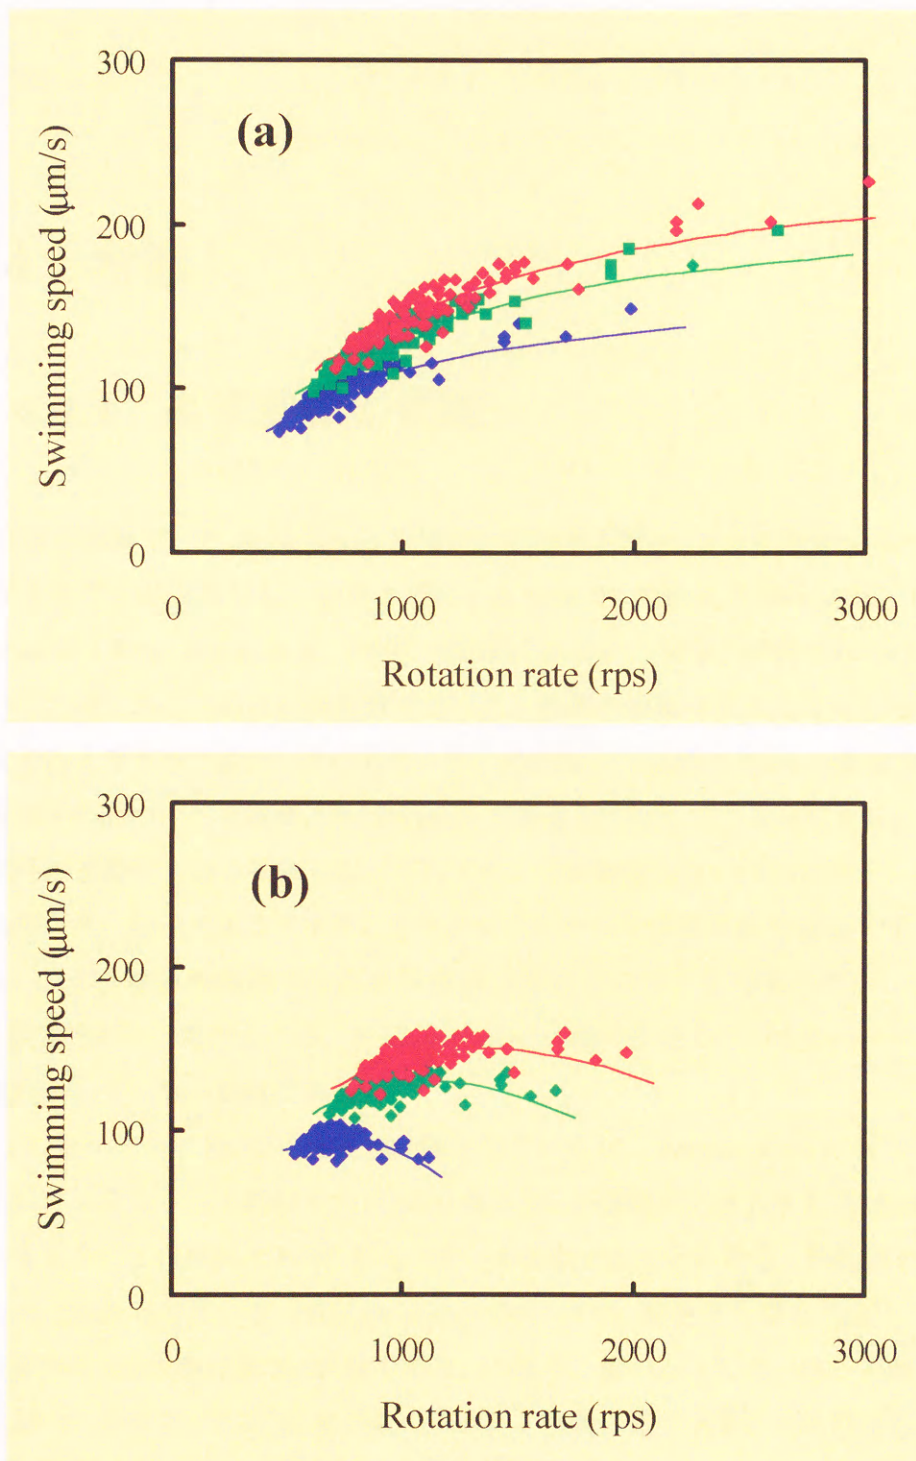 300
(a)
200
100
0
Swimming speed (μm/s)
0 1000 2000 3000
Rotation rate (rps)
300
(b)
200
100
0
Swimming speed (μm/s)
0 1000 2000 3000
Rotation rate (rps)